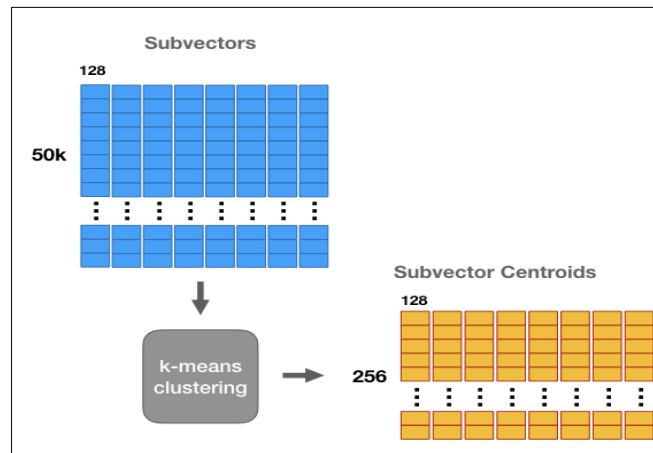 Subvectors
128
50k
Subvector Centroids
128
k-means
clustering
256